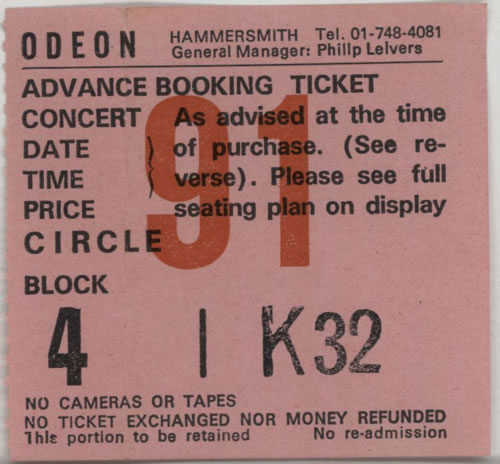 ODEON HAMMERSMITH Tel. 01-748-4081
General Manager: Philip Leivers
ADVANCE BOOKING TICKET
CONCERT As advised at the time
DATE of purchase. (See re-
TIME verse). Please see full
PRICE seating plan on display
91
CIRCLE
BLOCK
4 | K32
NO CAMERAS OR TAPES
NO TICKET EXCHANGED NOR MONEY REFUNDED
This portion to be retained No re-admission